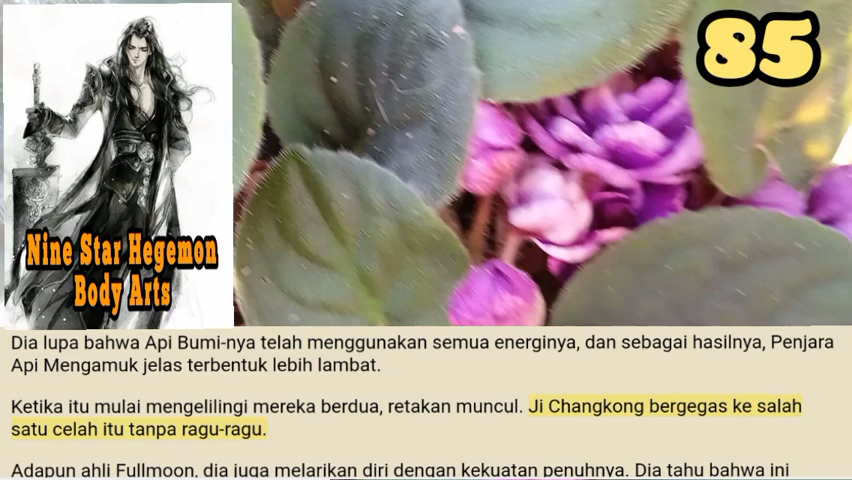 85
Nine Star Hegemon
Body Arts
Dia lupa bahwa Api Bumi-nya telah menggunakan semua energinya, dan sebagai hasilnya, Penjara
Api Mengamuk jelas terbentuk lebih lambat.
Ketika itu mulai mengelilingi mereka berdua, retakan muncul. Ji Changkong bergegas ke salah
satu celah itu tanpa ragu-ragu.
Adapun ahli Fullmoon, dia juga melarikan diri dengan kekuatan penuhnya. Dia tahu bahwa ini